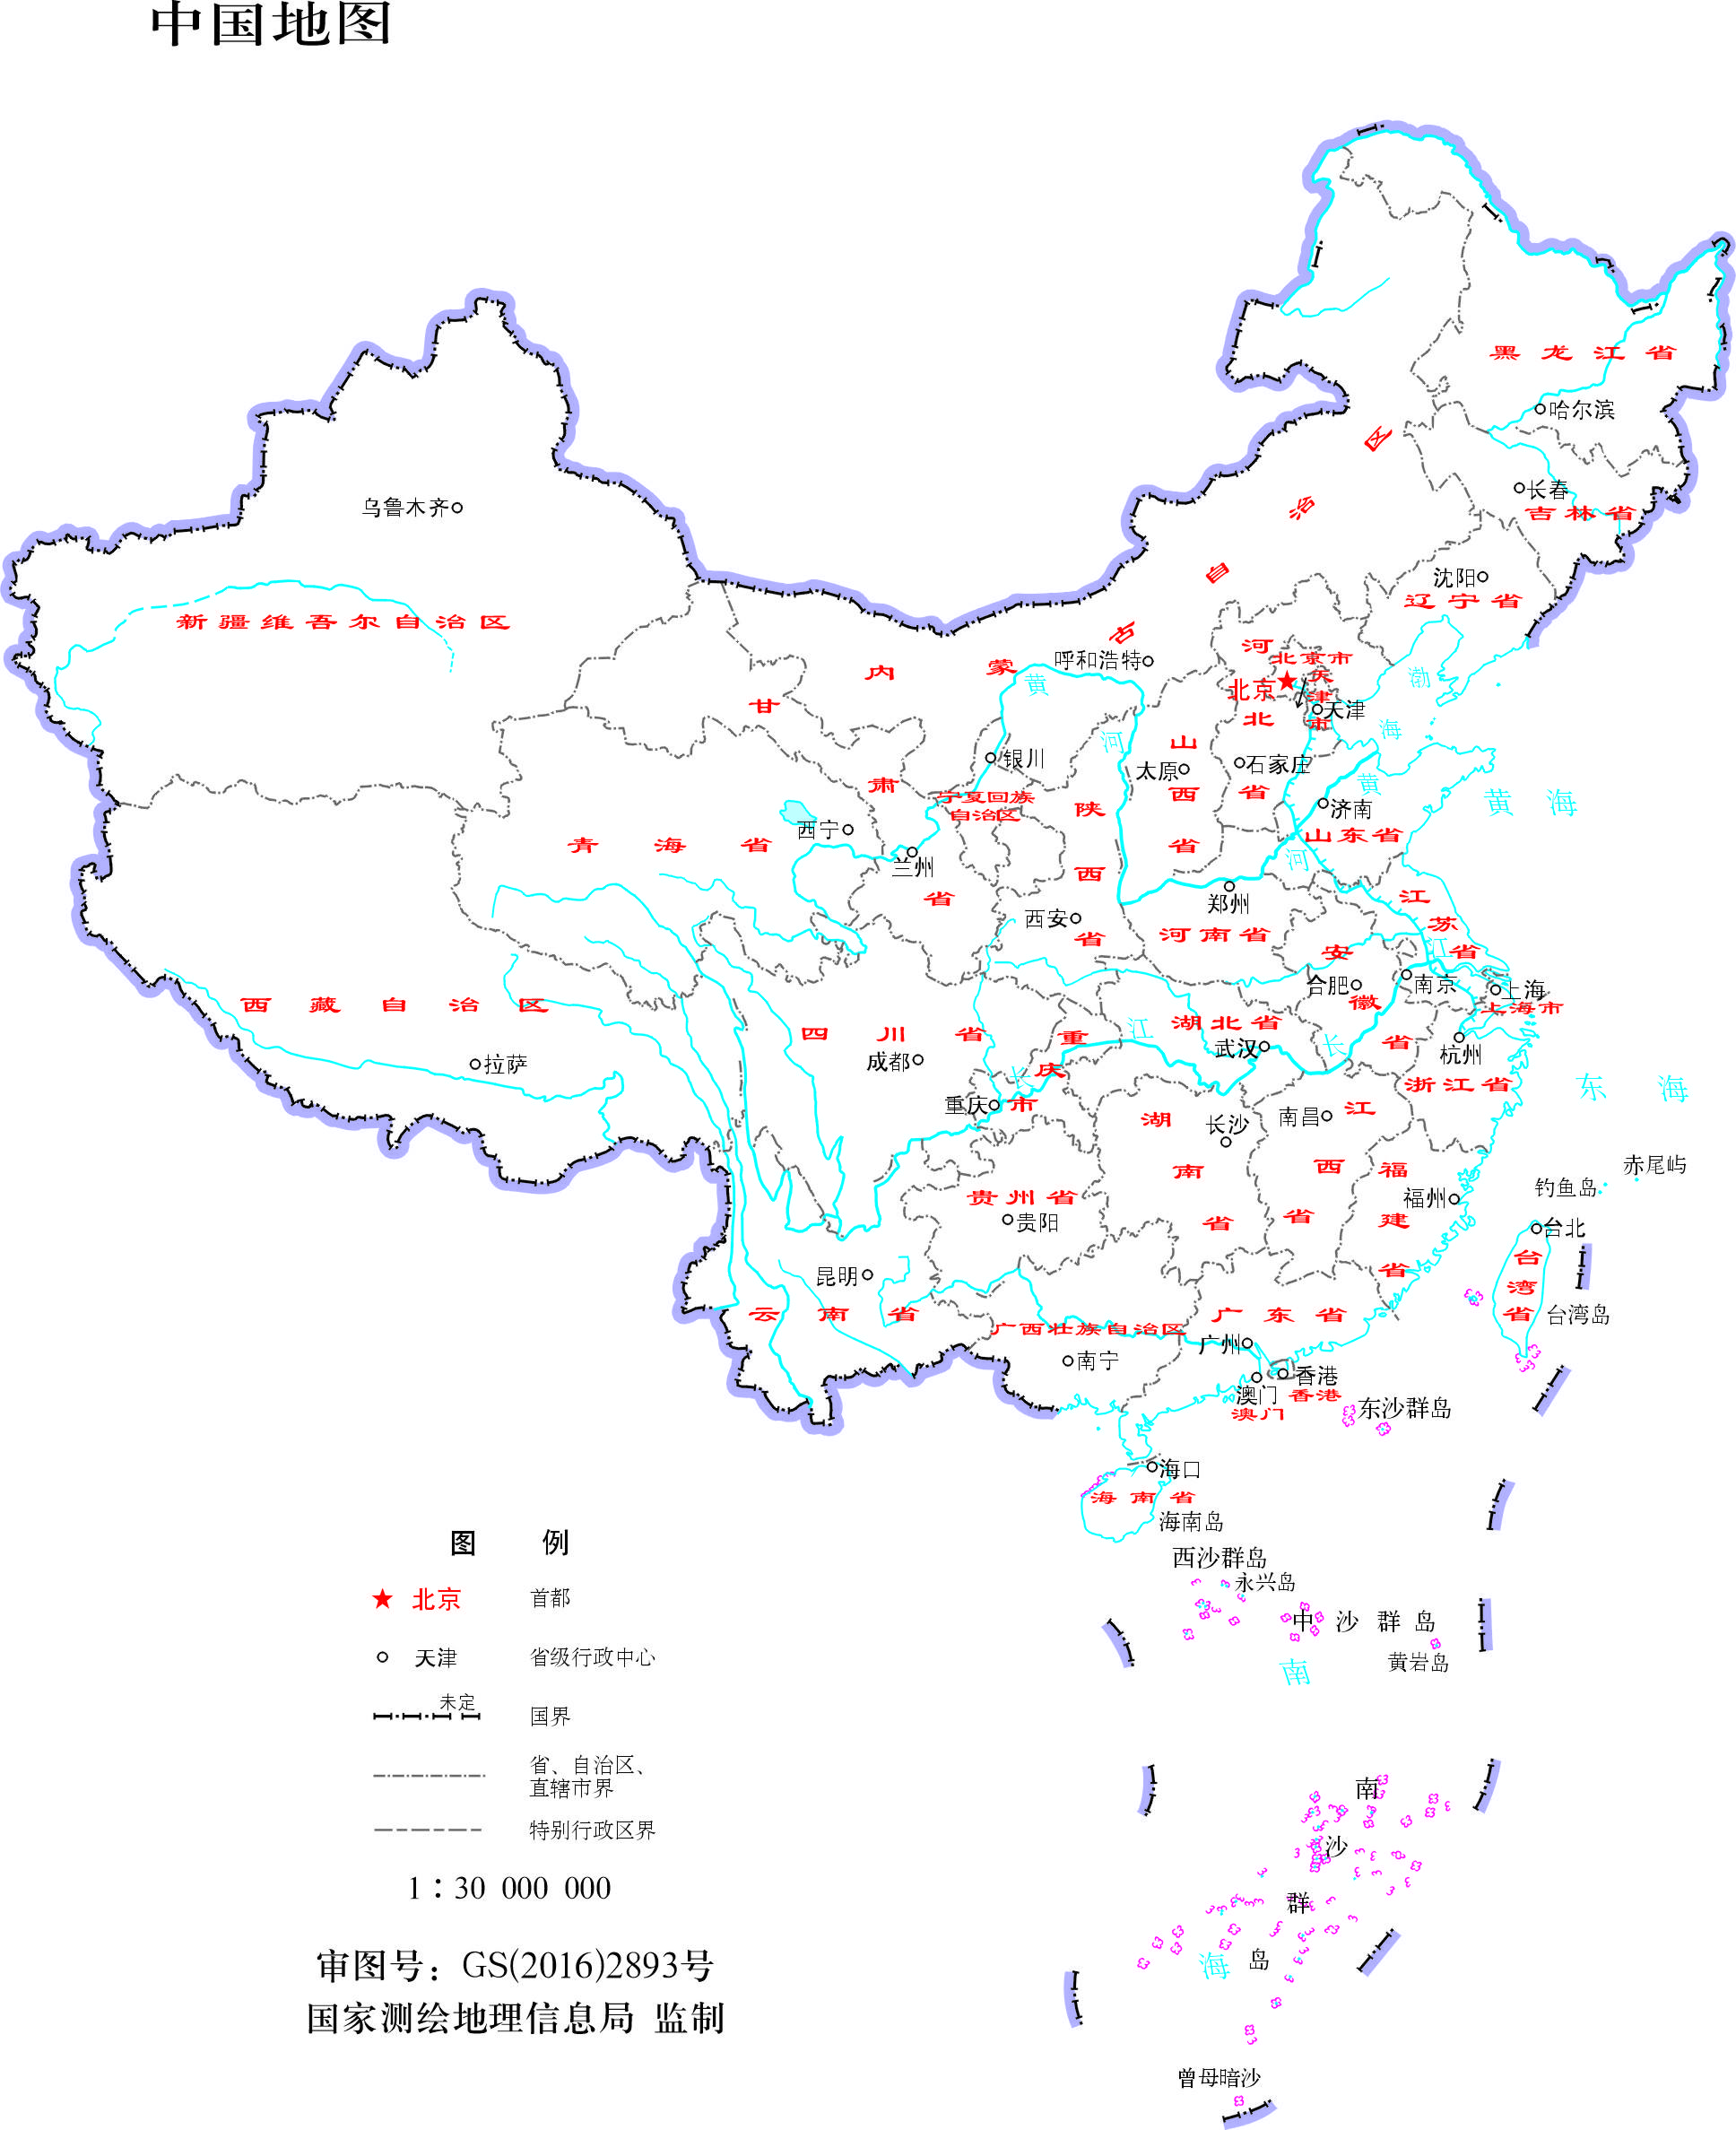 中国地图
黑龙江省
哈尔滨
长春
吉林省
沈阳
辽宁省
内蒙古自治区
呼和浩特
乌鲁木齐
新疆维吾尔自治区
甘肃省
河北省
北京市
北京
天津市
天津
渤海
黄河
银川
宁夏回族
自治区
山西省
太原
石家庄
陕西省
济南
山东省
黄河
黄海
青海省
西宁
兰州
西安
郑州
河南省
江苏省
安徽省
合肥
南京
江
上海
上海市
西藏自治区
拉萨
四川省
成都
重庆市
重庆
长江
湖北省
武汉
长
杭州
浙江省
东海
湖南省
长沙
江西省
南昌
贵州省
贵阳
福建省
福州
钓鱼岛
赤尾屿
台北
台湾省
台湾岛
昆明
云南省
广西壮族自治区
南宁
广东省
广州
香港
澳门
香港
澳门
东沙群岛
海口
海南省
海南岛
西沙群岛
永兴岛
中沙群岛
黄岩岛
南海
南沙群岛
曾母暗沙
图 例
北京 首都
天津 省级行政中心
未定
国界
省、自治区、
直辖市界
特别行政区界
1：30 000 000
审图号：GS(2016)2893号
国家测绘地理信息局 监制